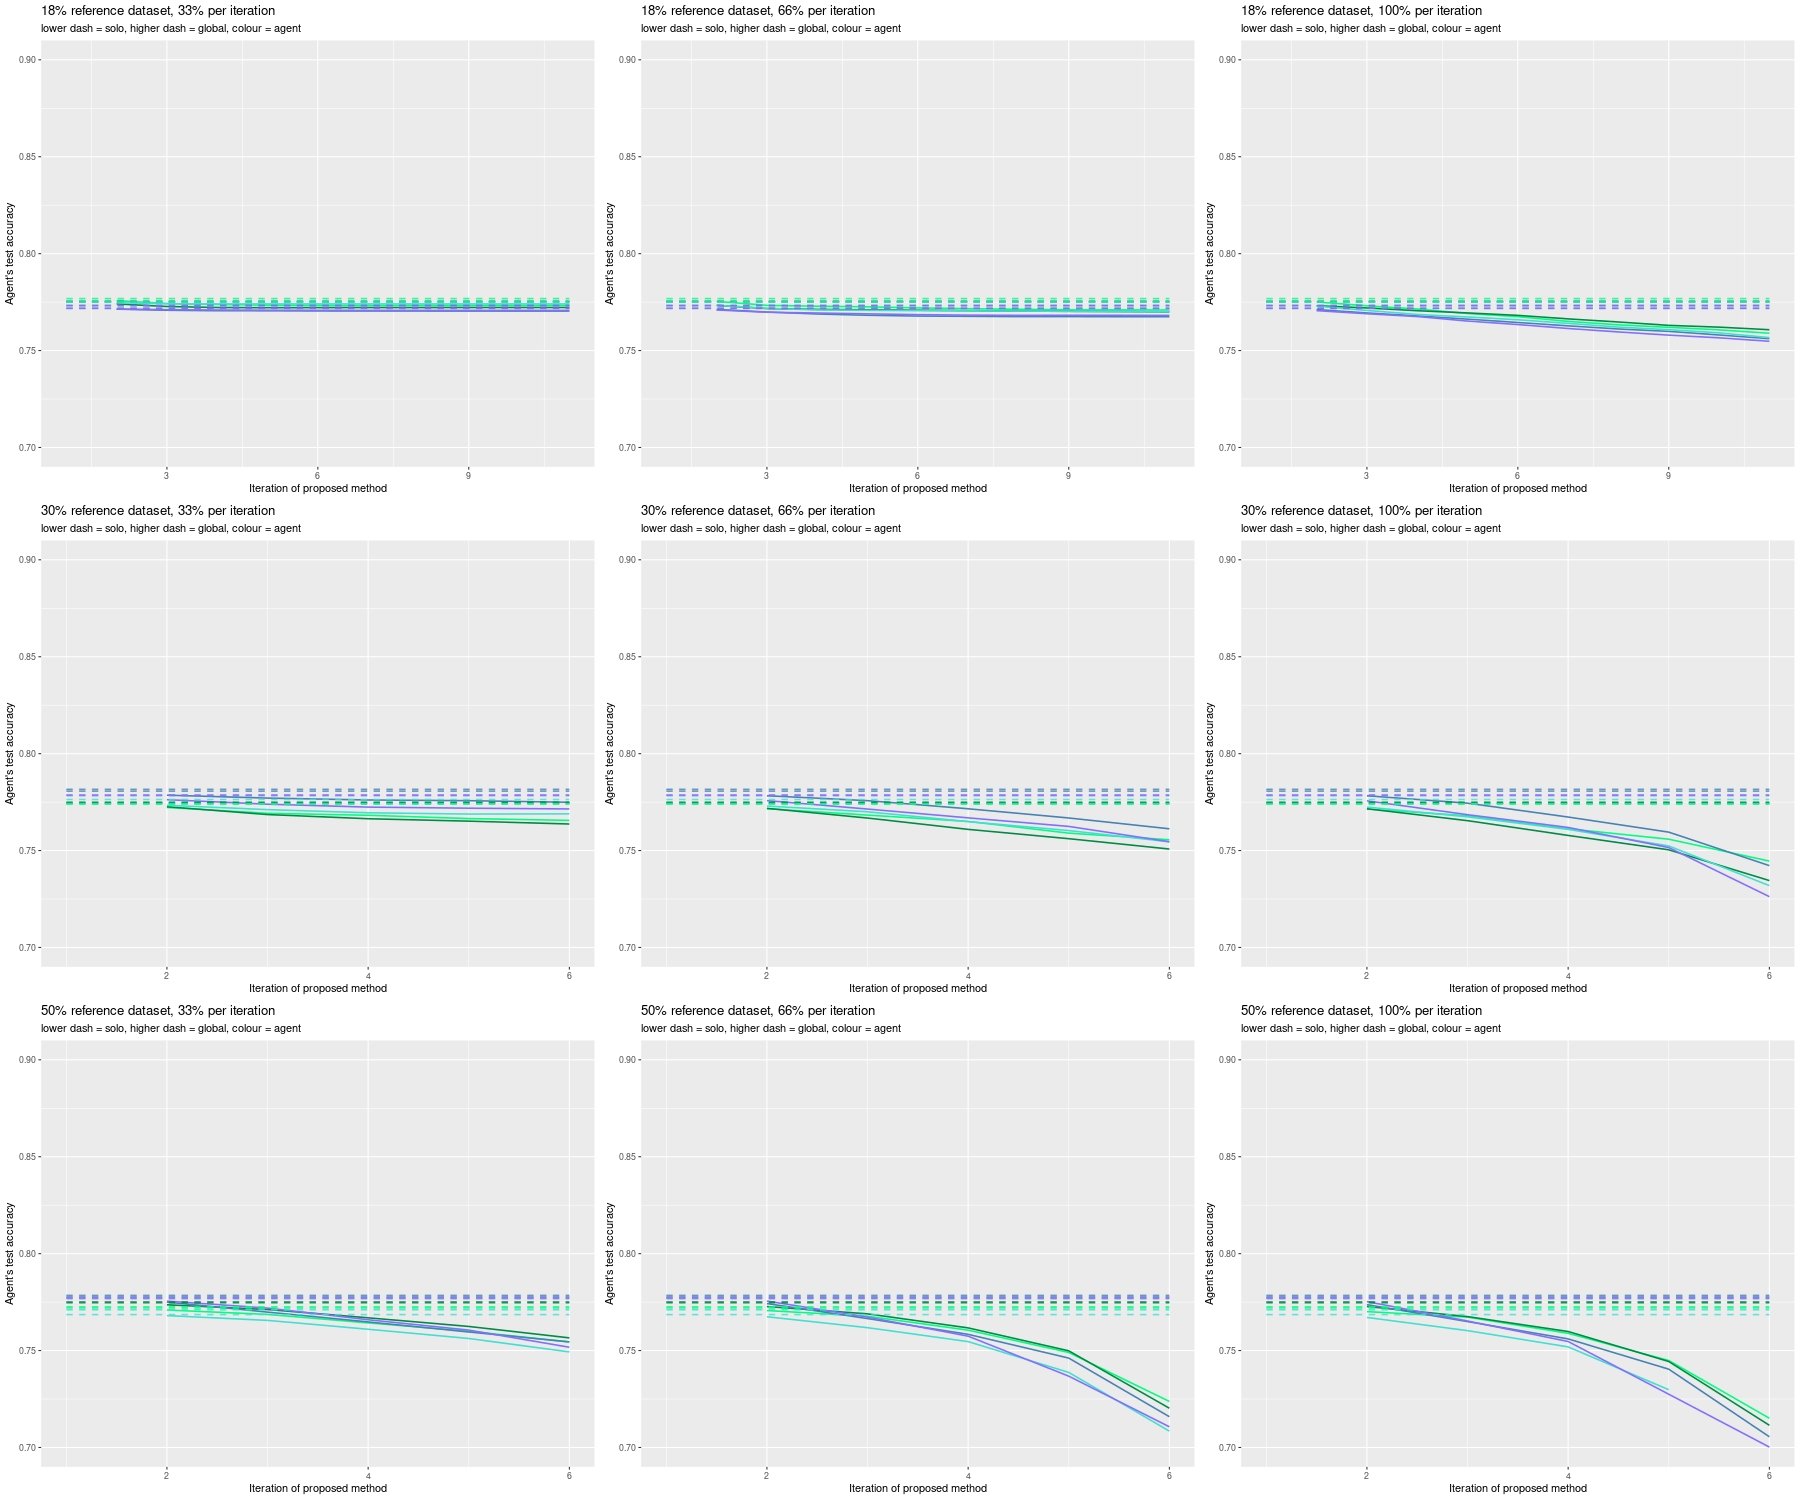 18% reference dataset, 33% per iteration
lower dash = solo, higher dash = global, colour = agent
0.90
0.85
0.80
0.75
0.70
Agent's test accuracy
3
6
9
Iteration of proposed method
18% reference dataset, 66% per iteration
lower dash = solo, higher dash = global, colour = agent
0.90
0.85
0.80
0.75
0.70
Agent's test accuracy
3
6
9
Iteration of proposed method
18% reference dataset, 100% per iteration
lower dash = solo, higher dash = global, colour = agent
0.90
0.85
0.80
0.75
0.70
Agent's test accuracy
3
6
9
Iteration of proposed method
30% reference dataset, 33% per iteration
lower dash = solo, higher dash = global, colour = agent
0.90
0.85
0.80
0.75
0.70
Agent's test accuracy
2
4
6
Iteration of proposed method
30% reference dataset, 66% per iteration
lower dash = solo, higher dash = global, colour = agent
0.90
0.85
0.80
0.75
0.70
Agent's test accuracy
2
4
6
Iteration of proposed method
30% reference dataset, 100% per iteration
lower dash = solo, higher dash = global, colour = agent
0.90
0.85
0.80
0.75
0.70
Agent's test accuracy
2
4
6
Iteration of proposed method
50% reference dataset, 33% per iteration
lower dash = solo, higher dash = global, colour = agent
0.90
0.85
0.80
0.75
0.70
Agent's test accuracy
2
4
6
Iteration of proposed method
50% reference dataset, 66% per iteration
lower dash = solo, higher dash = global, colour = agent
0.90
0.85
0.80
0.75
0.70
Agent's test accuracy
2
4
6
Iteration of proposed method
50% reference dataset, 100% per iteration
lower dash = solo, higher dash = global, colour = agent
0.90
0.85
0.80
0.75
0.70
Agent's test accuracy
2
4
6
Iteration of proposed method